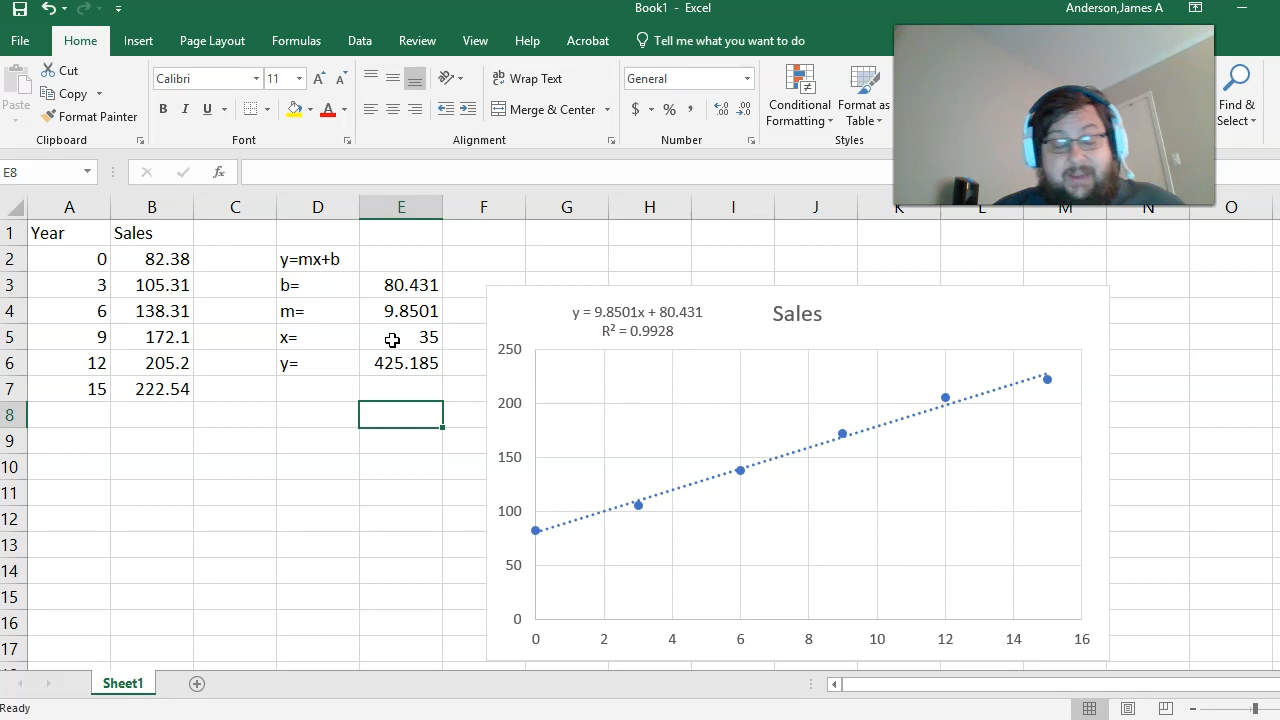 Book1 - Excel
Anderson,James A
File Home Insert Page Layout Formulas Data Review View Help Acrobat Tell me what you want to do
Paste
Cut
Copy
Format Painter
Clipboard
Calibri 11
B I U
Font
Wrap Text
Merge & Center
Alignment
General
$ % ,
Number
Conditional
Formatting
Format as
Table
Styles
Find &
Select
E8 fx
A B C D E F G H I J K L M N O
1 Year Sales
2 0 82.38 y=mx+b
3 3 105.31 b= 80.431
4 6 138.31 m= 9.8501
5 9 172.1 x= 35
6 12 205.2 y= 425.185
7 15 222.54
8
9
10
11
12
13
14
15
16
17
y = 9.8501x + 80.431
R² = 0.9928
Sales
250
200
150
100
50
0
0 2 4 6 8 10 12 14 16
Sheet1
Ready